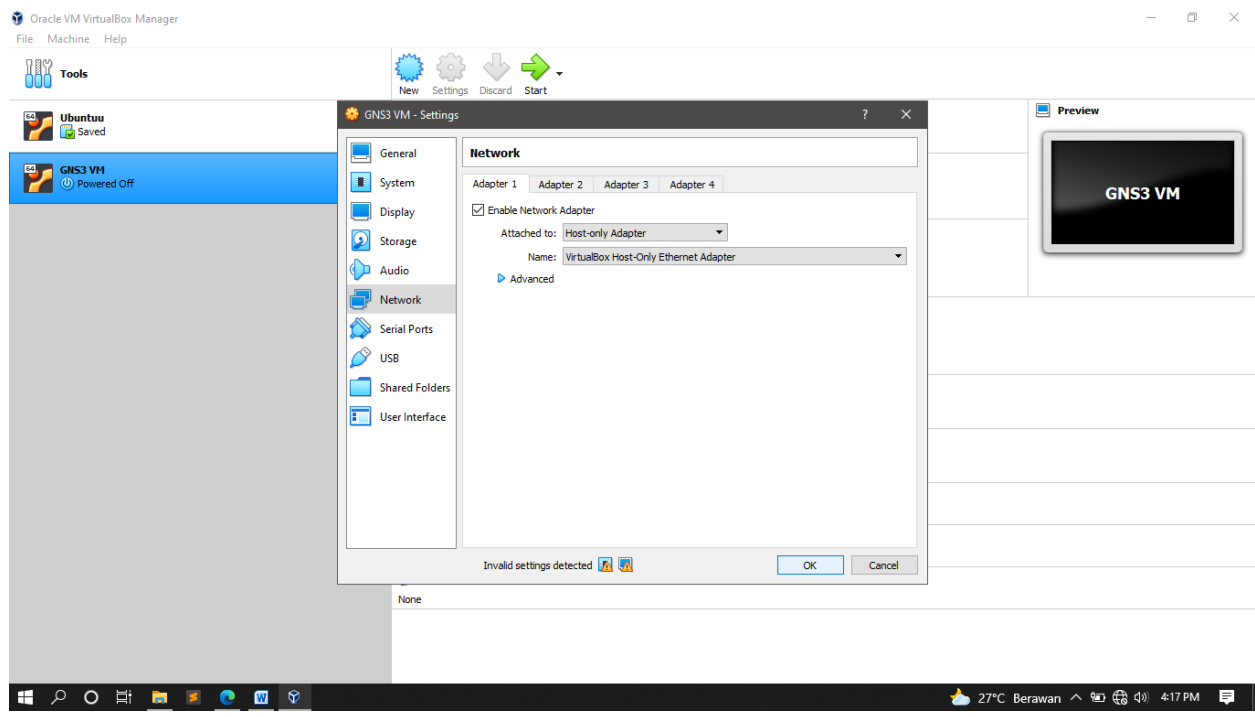 Oracle VM VirtualBox Manager
File Machine Help
Tools
New Settings Discard Start
64 Ubuntuu
Saved
64 GNS3 VM
Powered Off
GNS3 VM - Settings ? ×
General
System
Display
Storage
Audio
Network
Serial Ports
USB
Shared Folders
User Interface
Network
Adapter 1 Adapter 2 Adapter 3 Adapter 4
Enable Network Adapter
Attached to: Host-only Adapter
Name: VirtualBox Host-Only Ethernet Adapter
Advanced
Invalid settings detected
OK Cancel
Preview
GNS3 VM
None
27°C Berawan 4:17 PM